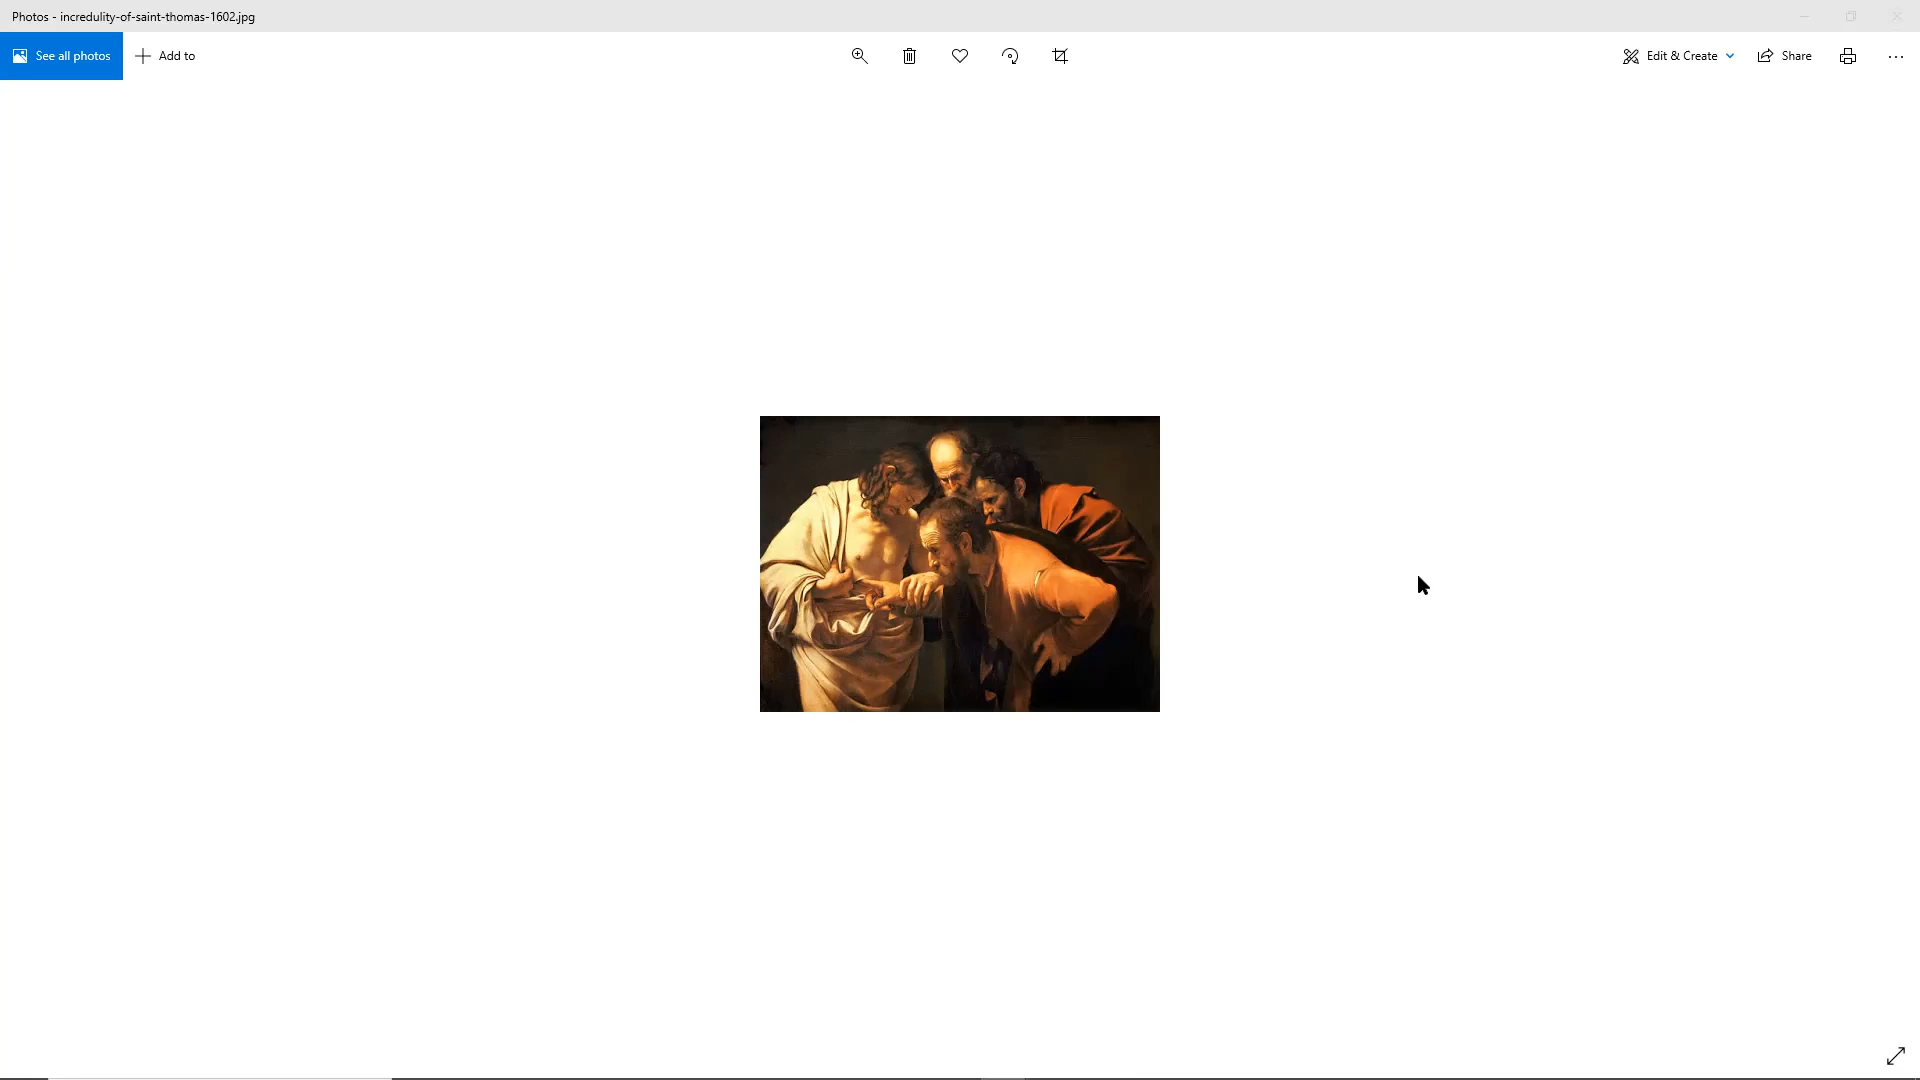 Photos - incredulity-of-saint-thomas-1602.jpg
See all photos
Add to
Edit & Create
Share